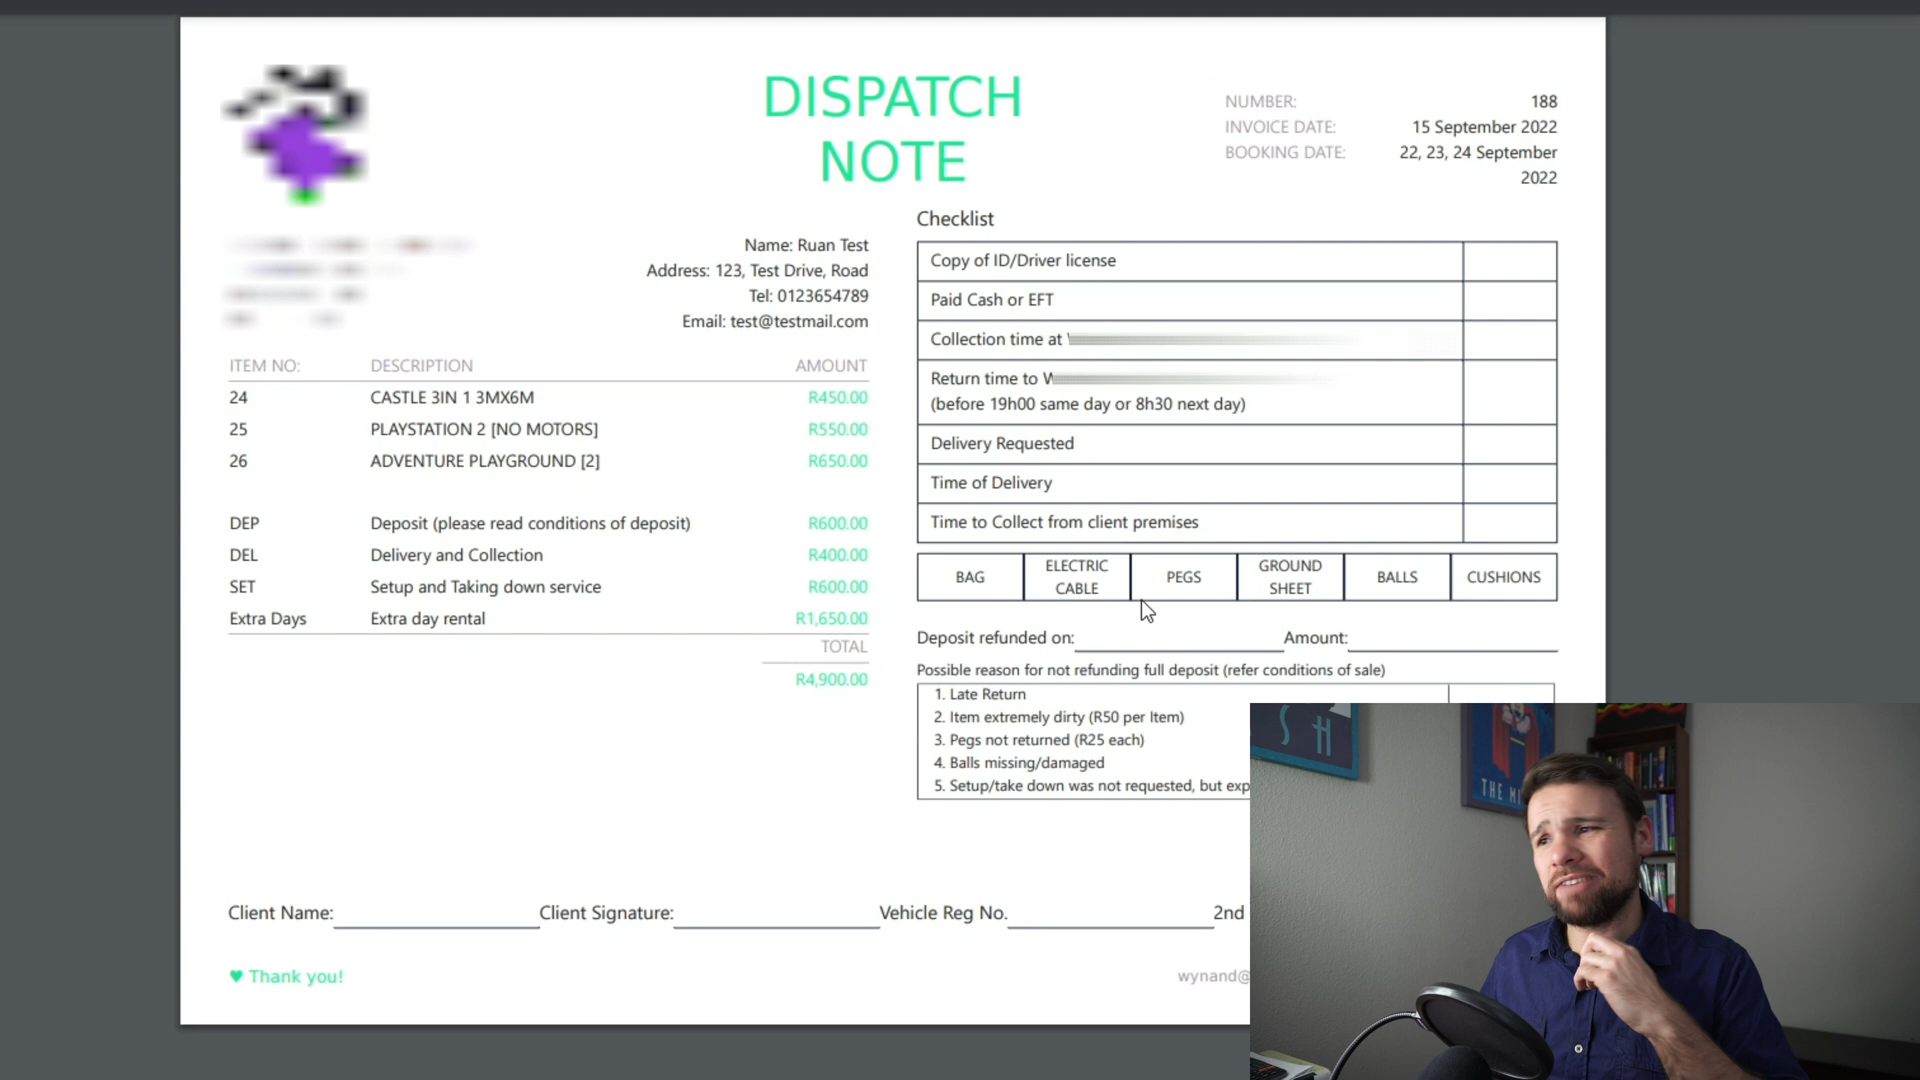 DISPATCH
NOTE
NUMBER: 188
INVOICE DATE: 15 September 2022
BOOKING DATE: 22, 23, 24 September
2022
Name: Ruan Test
Address: 123, Test Drive, Road
Tel: 0123654789
Email: test@testmail.com
ITEM NO: DESCRIPTION AMOUNT
24 CASTLE 3IN 1 3MX6M R450.00
25 PLAYSTATION 2 [NO MOTORS] R550.00
26 ADVENTURE PLAYGROUND [2] R650.00
DEP Deposit (please read conditions of deposit) R600.00
DEL Delivery and Collection R400.00
SET Setup and Taking down service R600.00
Extra Days Extra day rental R1,650.00
TOTAL
R4,900.00
Checklist
Copy of ID/Driver license
Paid Cash or EFT
Collection time at
Return time to W
(before 19h00 same day or 8h30 next day)
Delivery Requested
Time of Delivery
Time to Collect from client premises
BAG ELECTRIC CABLE PEGS GROUND SHEET BALLS CUSHIONS
Deposit refunded on: Amount:
Possible reason for not refunding full deposit (refer conditions of sale)
1. Late Return
2. Item extremely dirty (R50 per Item)
3. Pegs not returned (R25 each)
4. Balls missing/damaged
5. Setup/take down was not requested, but exp
Client Name: Client Signature: Vehicle Reg No. 2nd
♥ Thank you!
wynand@
S H
THE MI